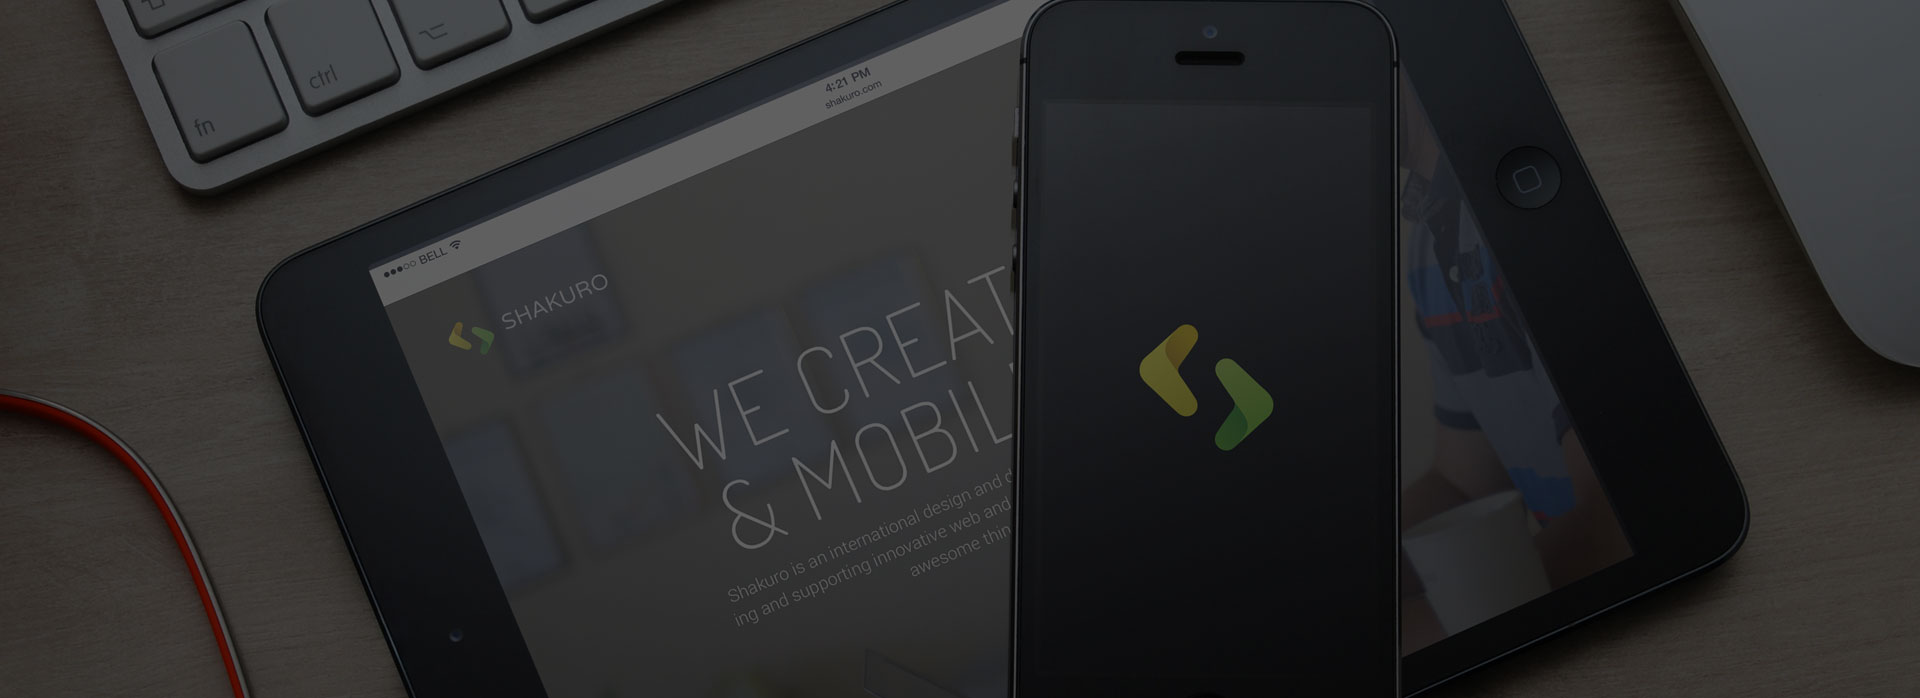 fn
ctrl
4:21 PM
shakuro.com
BELL
SHAKURO
WE CREAT
& MOBIL
Shakuro is an international design and d
ing and supporting innovative web and
awesome thin